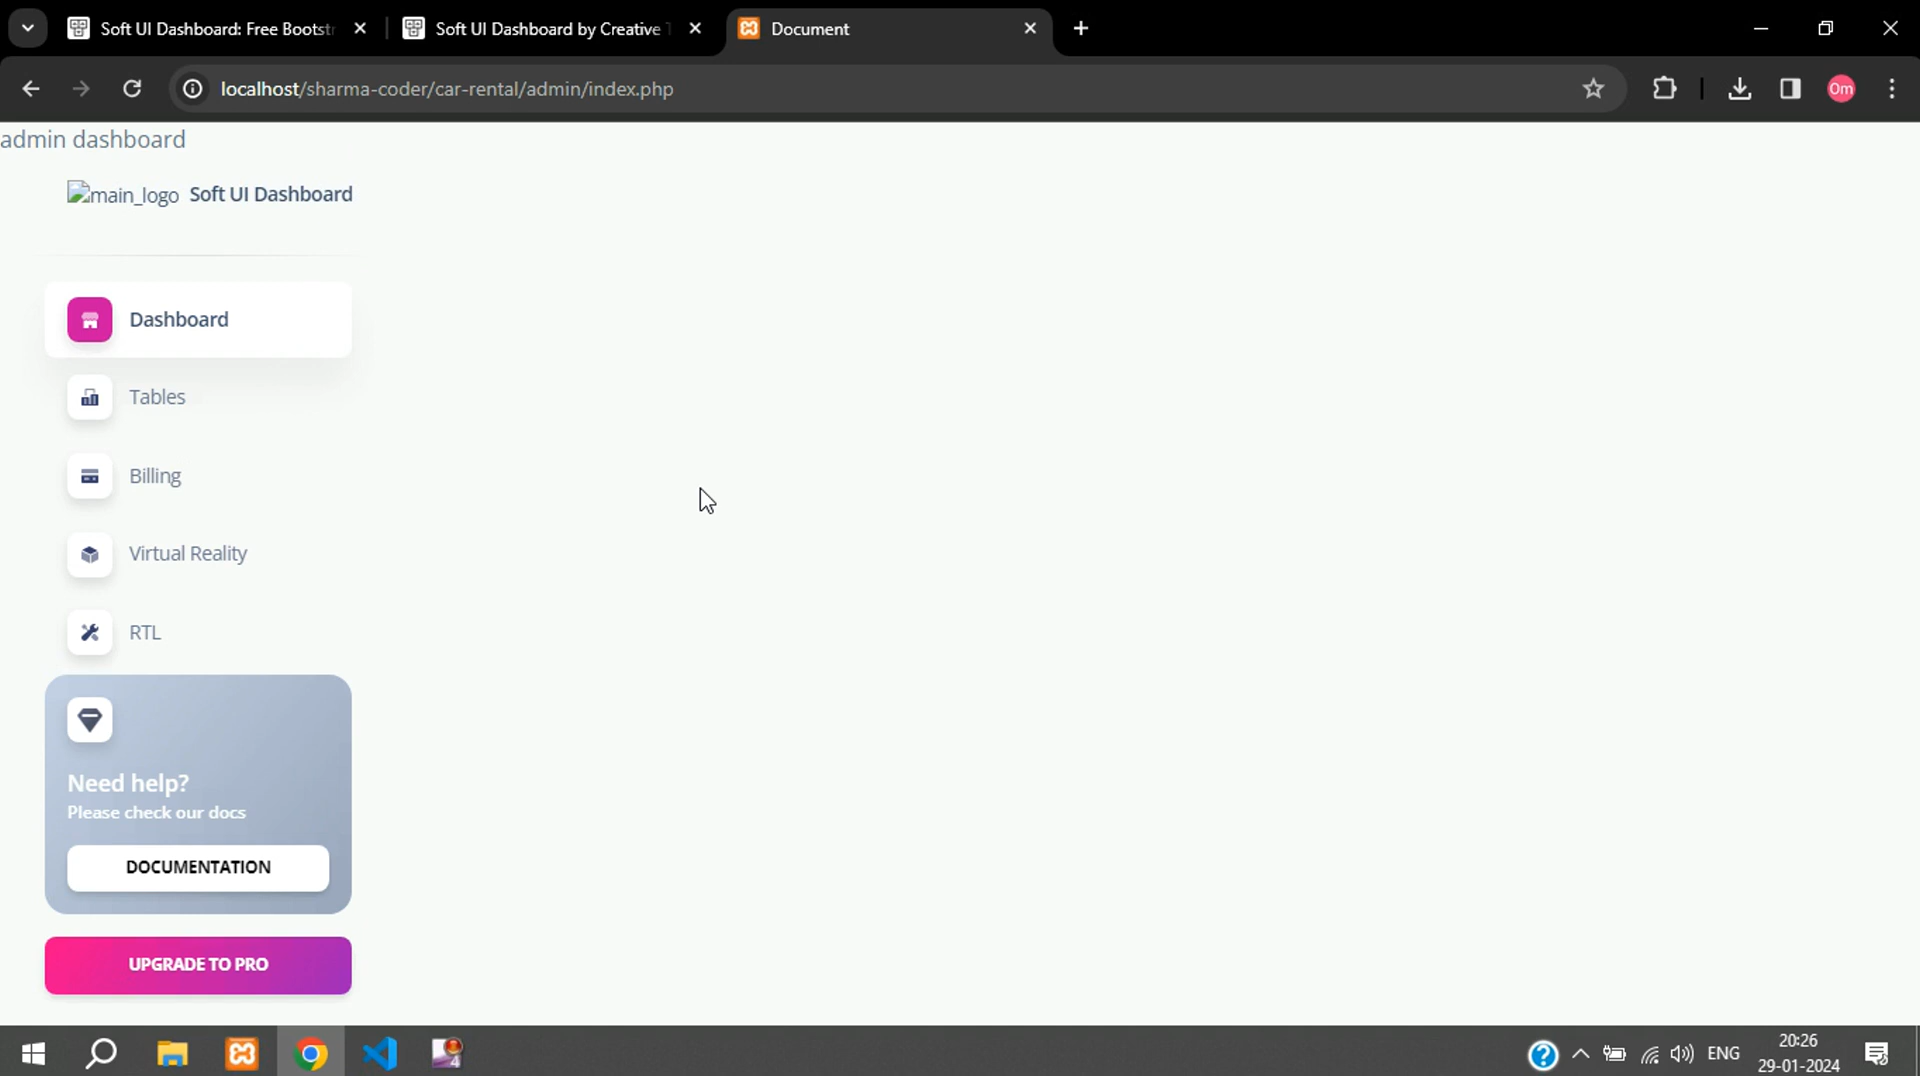 Soft UI Dashboard: Free Bootstr
Soft UI Dashboard by Creative T
Document
localhost/sharma-coder/car-rental/admin/index.php
Om
admin dashboard
main_logo Soft UI Dashboard
Dashboard
Tables
Billing
Virtual Reality
RTL
Need help?
Please check our docs
DOCUMENTATION
UPGRADE TO PRO
4
ENG
20:26
29-01-2024